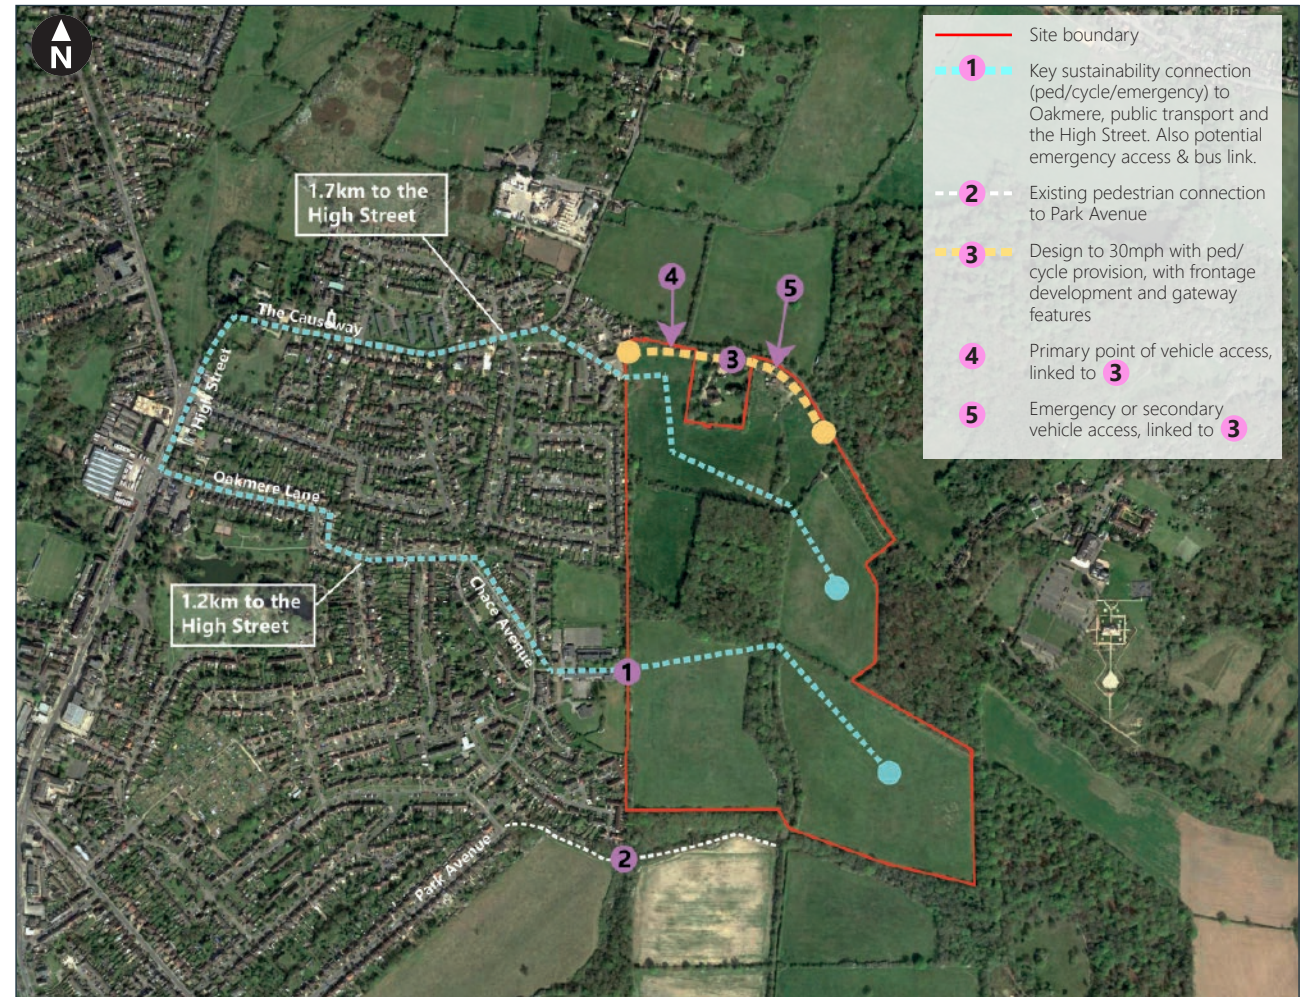 N
Site boundary
1
Key sustainability connection
(ped/cycle/emergency) to
Oakmere, public transport and
the High Street. Also potential
emergency access & bus link.
2
Existing pedestrian connection
to Park Avenue
3
Design to 30mph with ped/
cycle provision, with frontage
development and gateway
features
4
Primary point of vehicle access,
linked to 3
5
Emergency or secondary
vehicle access, linked to 3
1.7km to the
High Street
4
5
The Causeway
3
High Street
Oakmere Lane
1.2km to the
High Street
Chace Avenue
1
Park Avenue
2